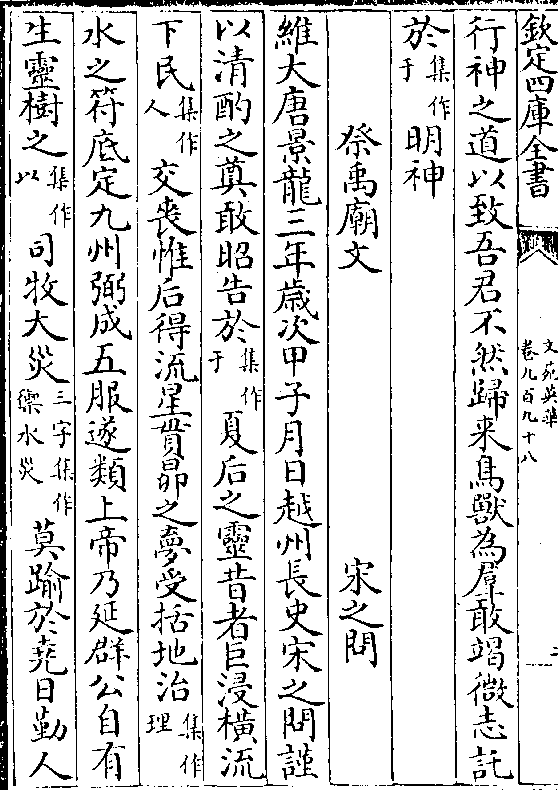 欽定四庫全書
文苑英華
卷九百九十八
二
行神之道以致吾君不然歸来鳥獸為羣敢竭微志託
於集作于明神
祭禹廟文 宋之問
維大唐景龍三年歳次甲子月日越州長史宋之問謹
以清酌之奠敢昭告於集作于夏后之靈昔者巨浸横流
下民集作人交喪惟后得流星貫昴之夢受括地治集作理
水之符底定九州弼成五服遂類上帝乃延群公自有
生靈樹之集作以司牧大災三字集作禦水災莫踰於堯日勤人